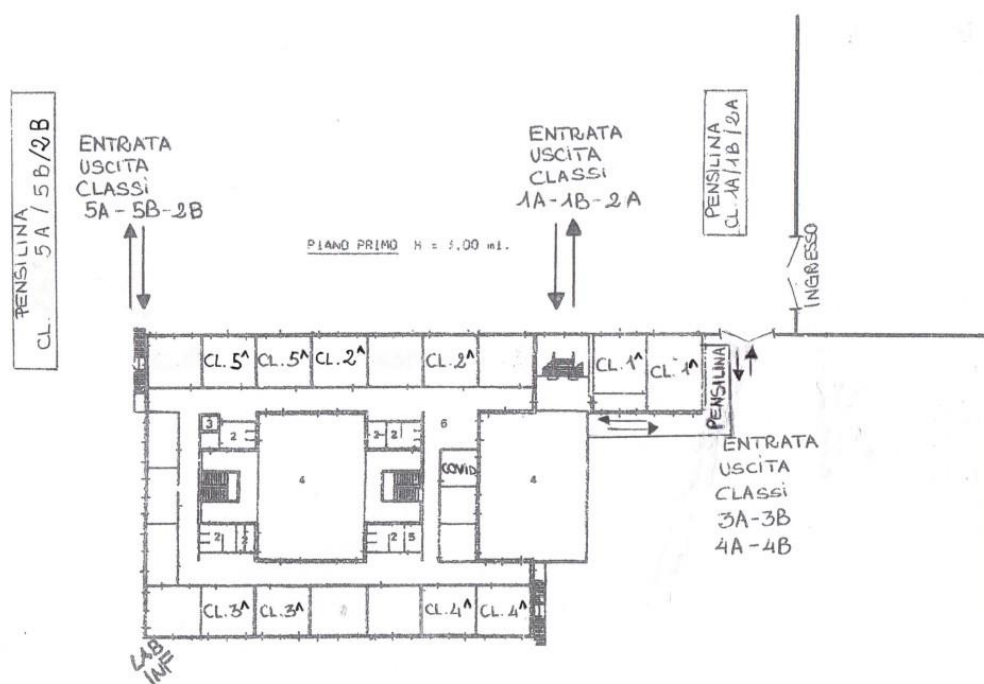 PENSILINA
CL. 5A / 5B / 2B
ENTRATA
USCITA
CLASSI
5A - 5B - 2B
ENTRATA
USCITA
CLASSI
1A - 1B - 2A
PENSILINA
CL. 1A / 1B / 2A
INGRESSO
PIANO PRIMO H = 3.00 ml.
CL. 5^
CL. 5^
CL. 2^
CL. 2^
CL. 1^
CL. 1^
PENSILINA
3
2
2
2
6
COVID
4
4
2
2
2
5
ENTRATA
USCITA
CLASSI
3A - 3B
4A - 4B
CL. 3^
CL. 3^
CL. 4^
CL. 4^
LAB
INF